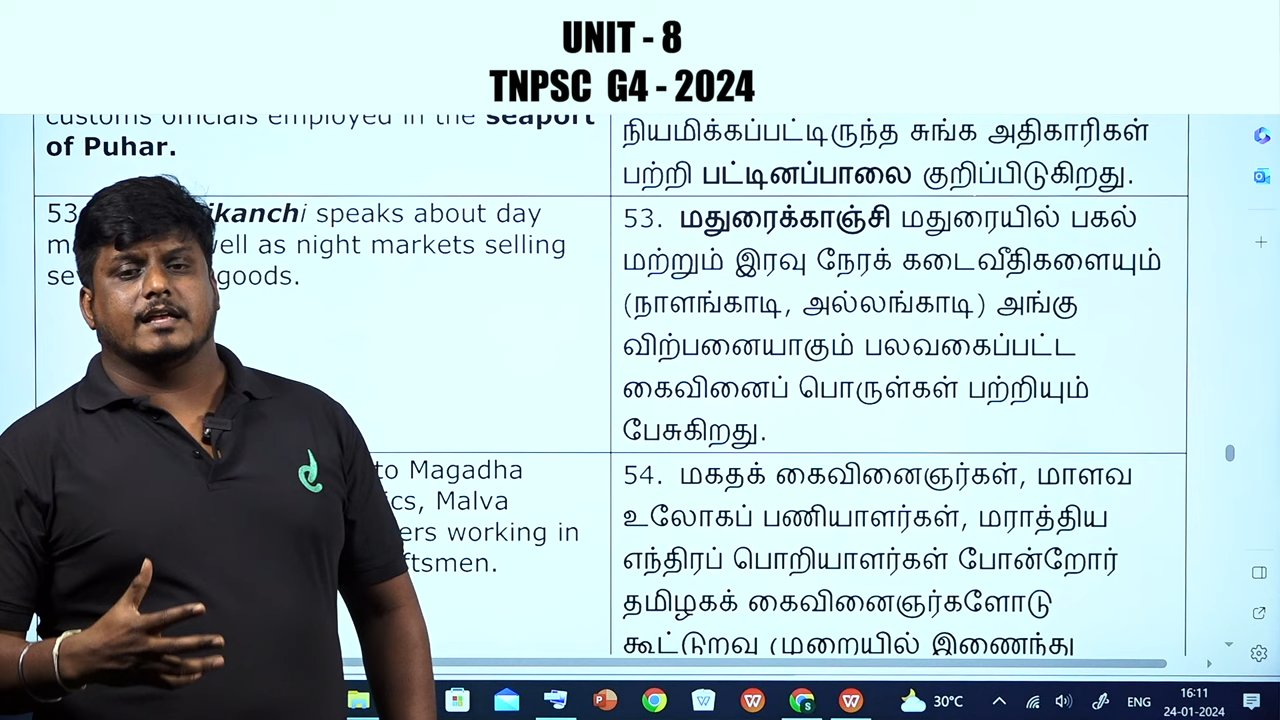 UNIT - 8
TNPSC G4 - 2024
customs officials employed in the seaport
of Puhar.
நியமிக்கப்பட்டிருந்த சுங்க அதிகாரிகள்
பற்றி பட்டினப்பாலை குறிப்பிடுகிறது.
53
ikanchi speaks about day
well as night markets selling
goods.
53. மதுரைக்காஞ்சி மதுரையில் பகல்
மற்றும் இரவு நேரக் கடைவீதிகளையும்
(நாளங்காடி, அல்லங்காடி) அங்கு
விற்பனையாகும் பலவகைப்பட்ட
கைவினைப் பொருள்கள் பற்றியும்
பேசுகிறது.
to Magadha
ics, Malva
ers working in
ftsmen.
54. மகதக் கைவினைஞர்கள், மாளவ
உலோகப் பணியாளர்கள், மராத்திய
எந்திரப் பொறியாளர்கள் போன்றோர்
தமிழகக் கைவினைஞர்களோடு
கூட்டுறவு முறையில் இணைந்து
30°C
ENG
16:11
24-01-2024